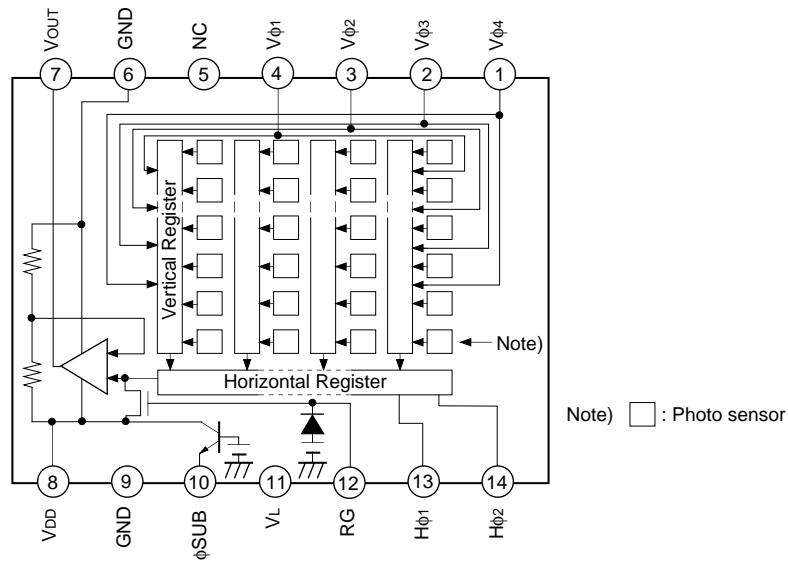 VOUT
GND
NC
Vϕ1
Vϕ2
Vϕ3
Vϕ4
7
6
5
4
3
2
1
Vertical Register
Note)
Horizontal Register
Note) : Photo sensor
8
9
10
11
12
13
14
VDD
GND
ϕSUB
VL
RG
Hϕ1
Hϕ2